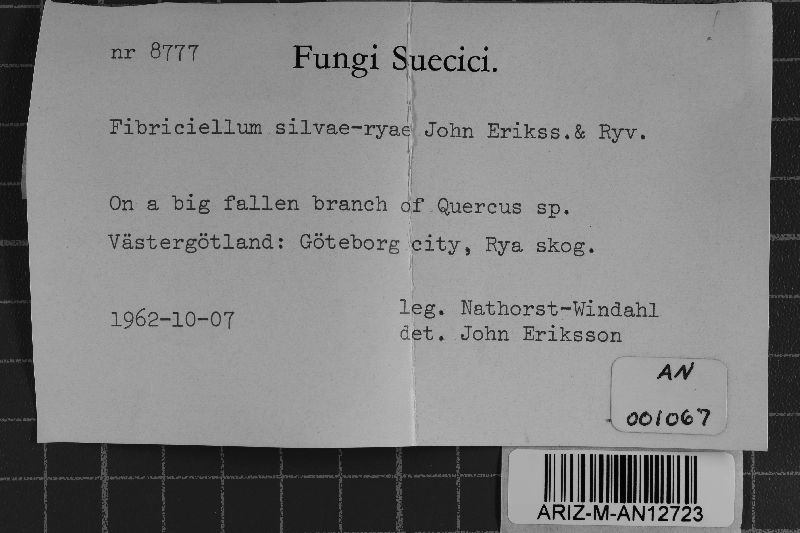 nr 8777
Fungi Suecici.
Fibriciellum silvae-ryae John Erikss.& Ryv.
On a big fallen branch of Quercus sp.
Västergötland: Göteborg city, Rya skog.
1962-10-07
leg. Nathorst-Windahl
det. John Eriksson
AN
001067
ARIZ-M-AN12723